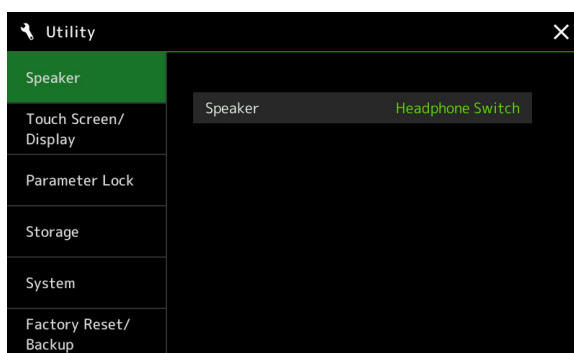 Utility
Speaker
Speaker Headphone Switch
Touch Screen/
Display
Parameter Lock
Storage
System
Factory Reset/
Backup